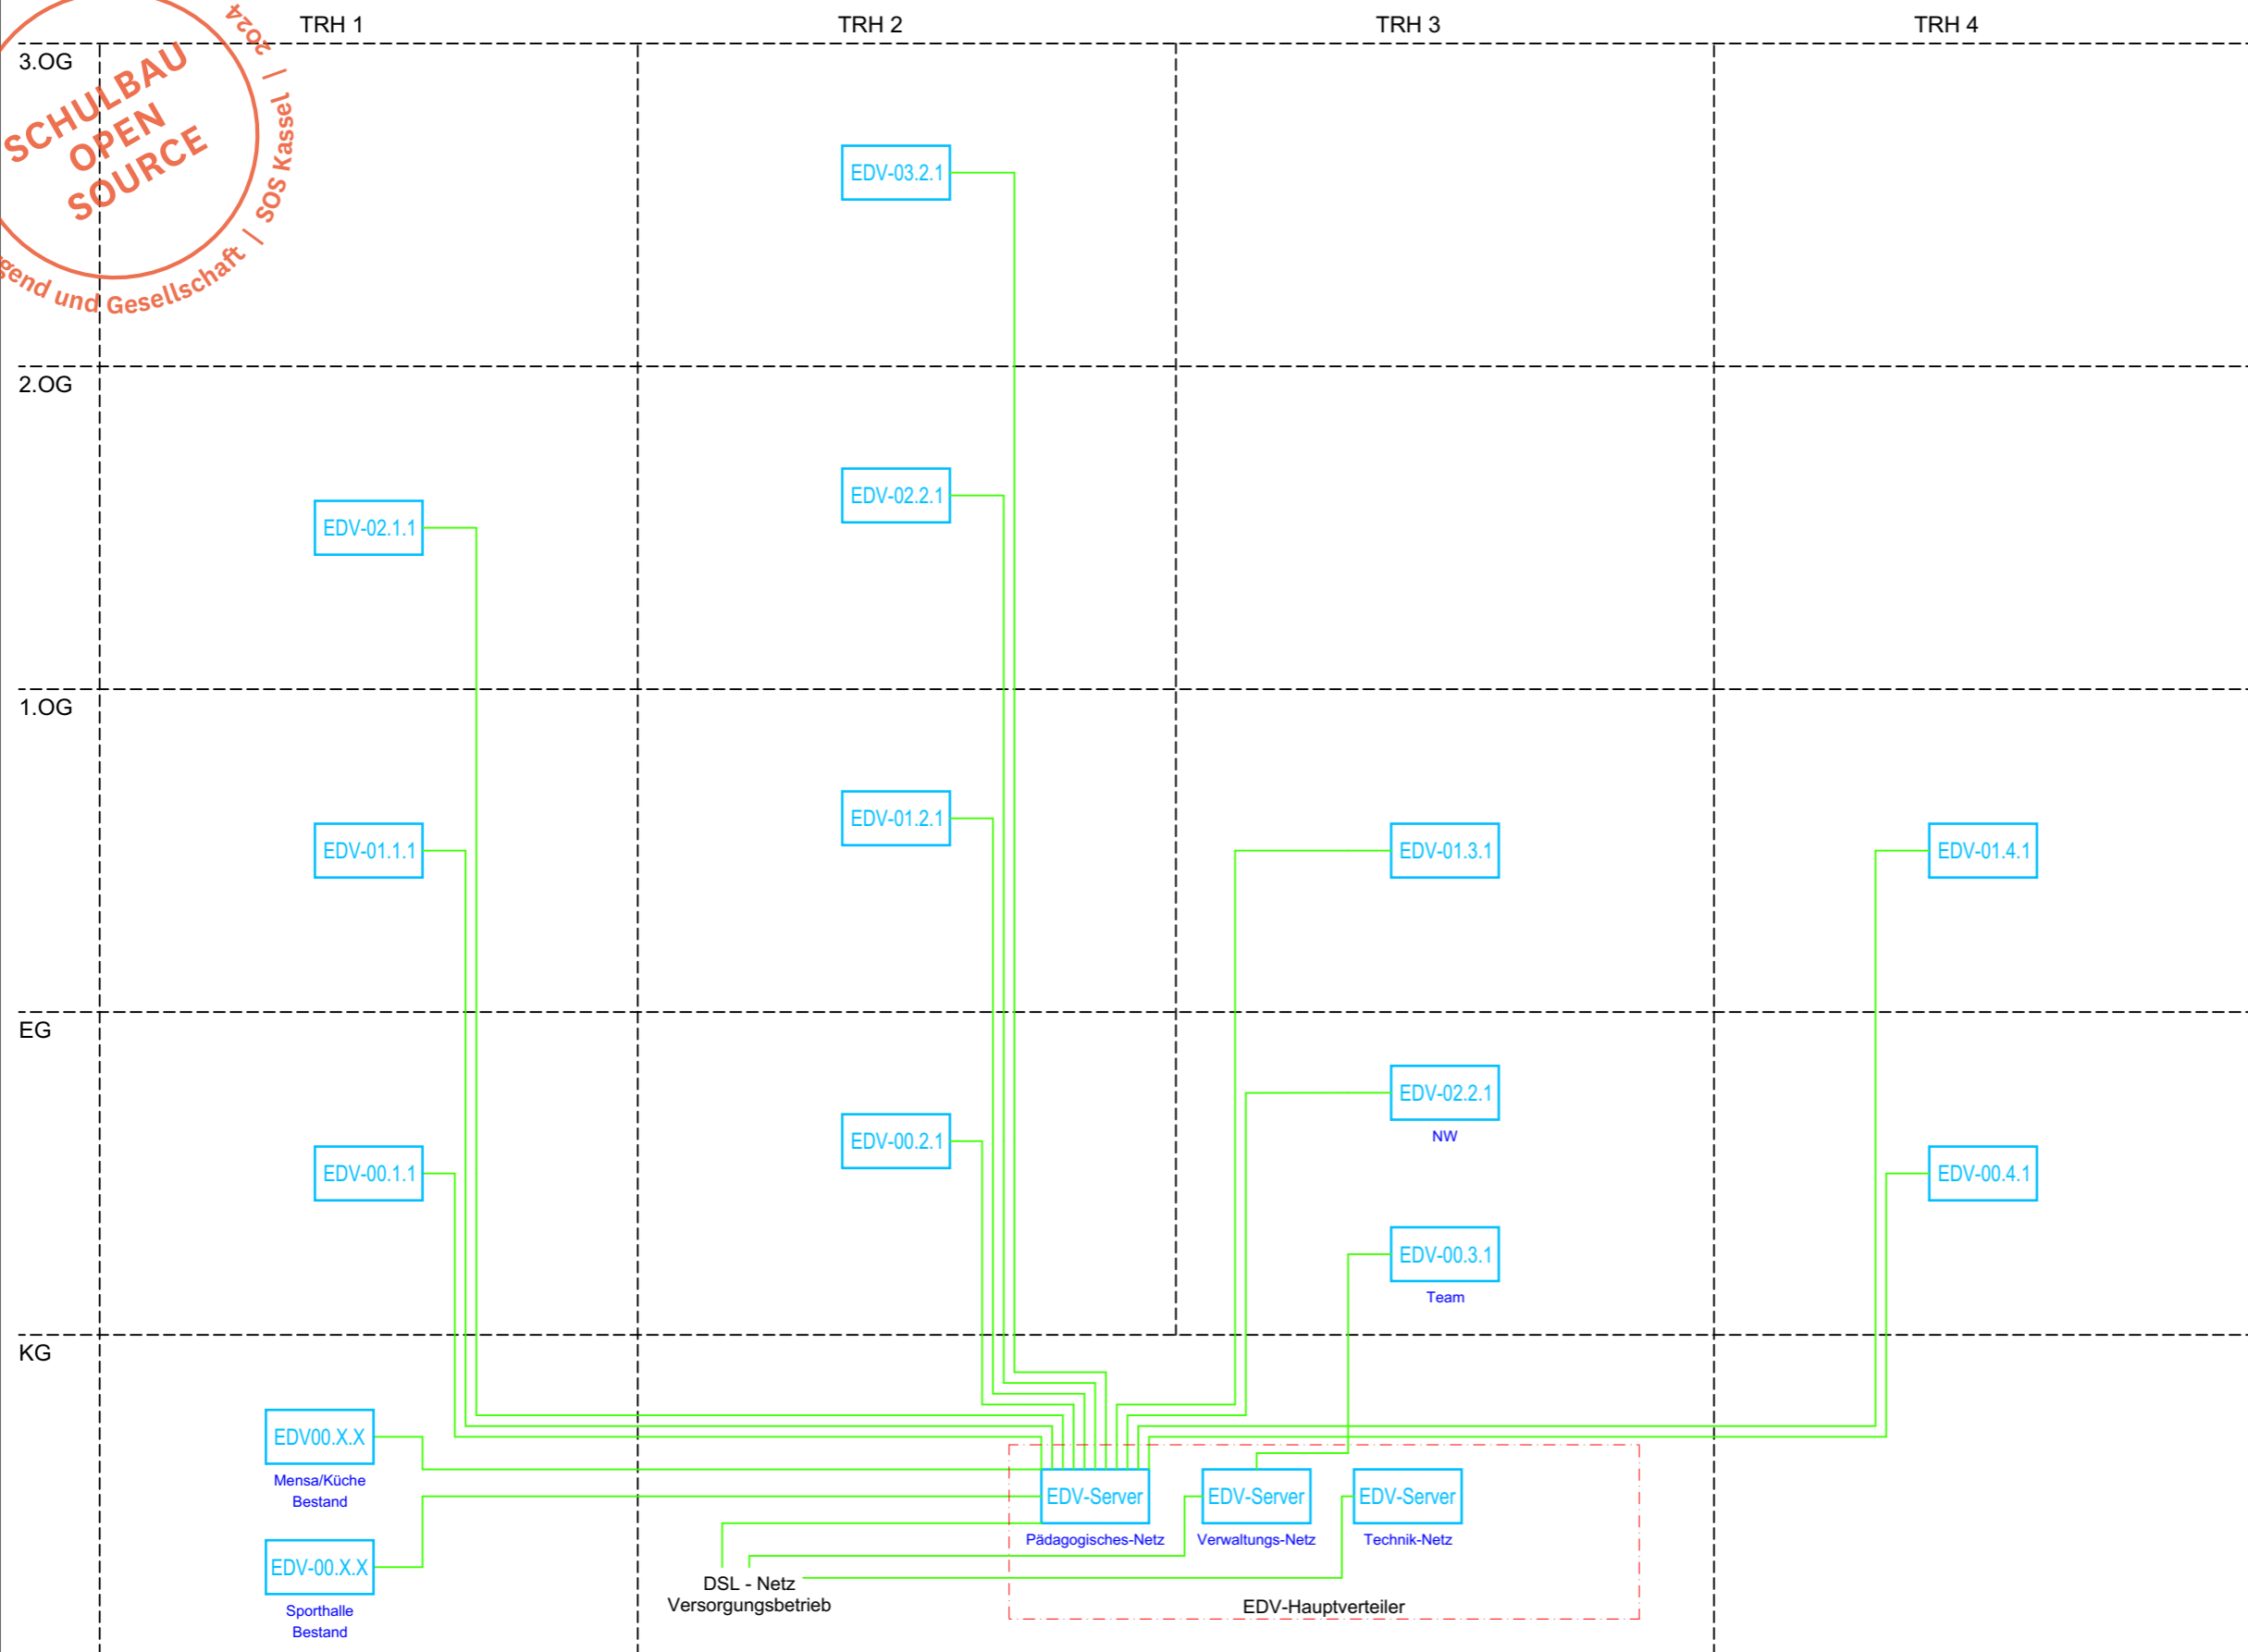 TRH 1
TRH 2
TRH 3
TRH 4
3.OG
SCHULBAU
OPEN
SOURCE
gend und Gesellschaft | SOS Kassel | 2024
EDV-03.2.1
2.OG
EDV-02.2.1
EDV-02.1.1
1.OG
EDV-01.2.1
EDV-01.1.1
EDV-01.3.1
EDV-01.4.1
EG
EDV-02.2.1
NW
EDV-00.2.1
EDV-00.1.1
EDV-00.4.1
EDV-00.3.1
Team
KG
EDV00.X.X
Mensa/Küche
Bestand
EDV-Server
Pädagogisches-Netz
EDV-Server
Verwaltungs-Netz
EDV-Server
Technik-Netz
EDV-00.X.X
Sporthalle
Bestand
DSL - Netz
Versorgungsbetrieb
EDV-Hauptverteiler